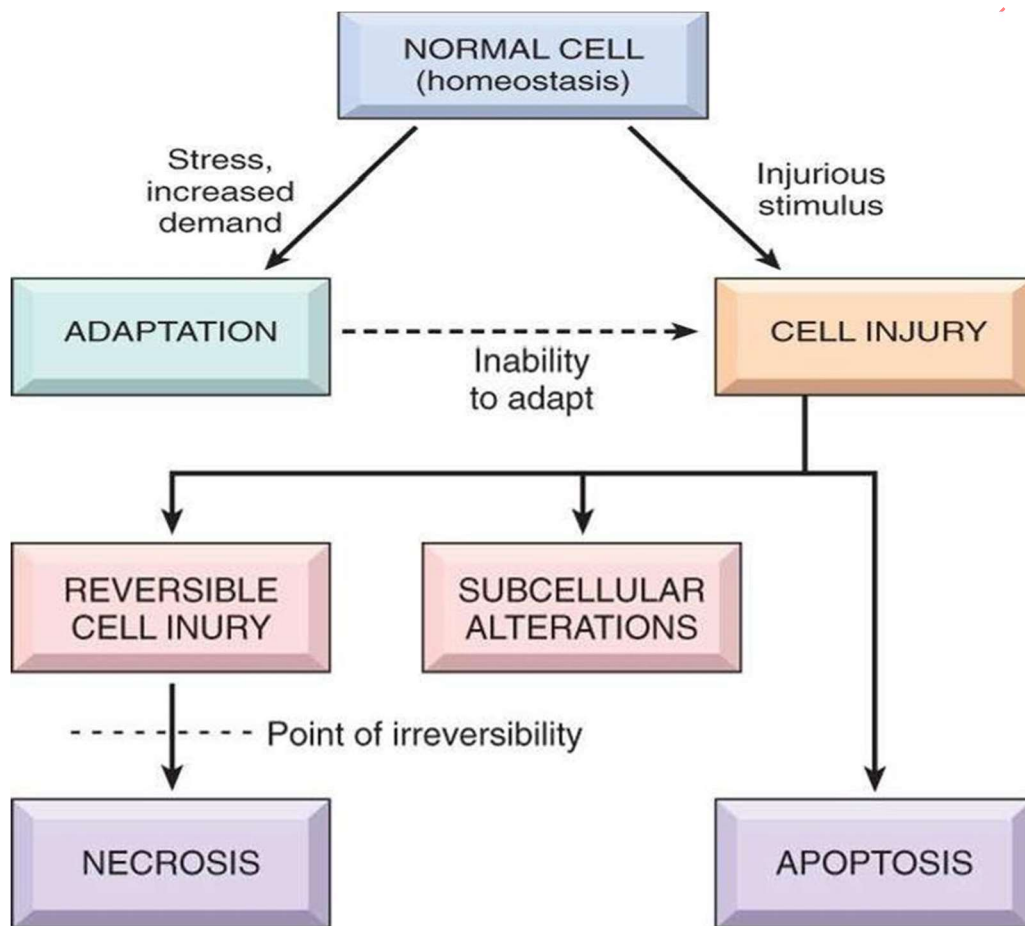 NORMAL CELL
(homeostasis)
Stress,
increased
demand
Injurious
stimulus
ADAPTATION
Inability
to adapt
CELL INJURY
REVERSIBLE
CELL INURY
SUBCELLULAR
ALTERATIONS
Point of irreversibility
NECROSIS
APOPTOSIS